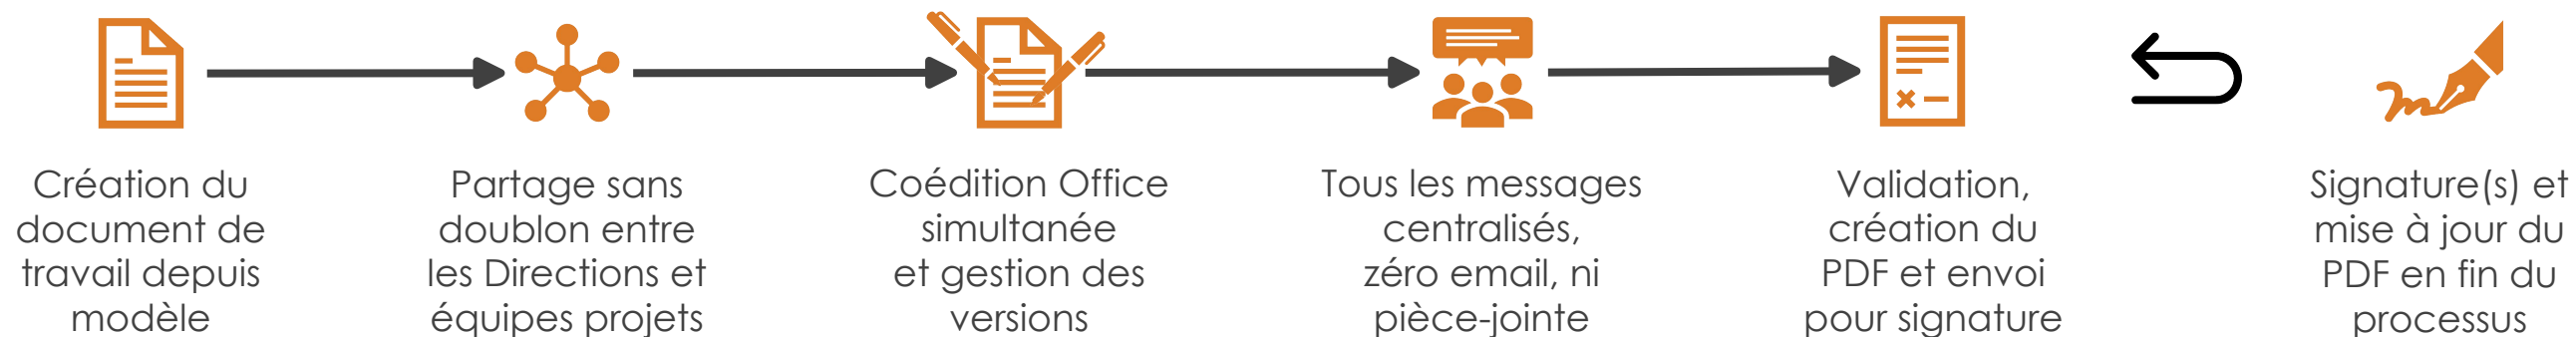 Création du
document de
travail depuis
modèle
Partage sans
doublon entre
les Directions et
équipes projets
Coédition Office
simultanée
et gestion des
versions
Tous les messages
centralisés,
zéro email, ni
pièce-jointe
Validation,
création du
PDF et envoi
pour signature
Signature(s) et
mise à jour du
PDF en fin du
processus